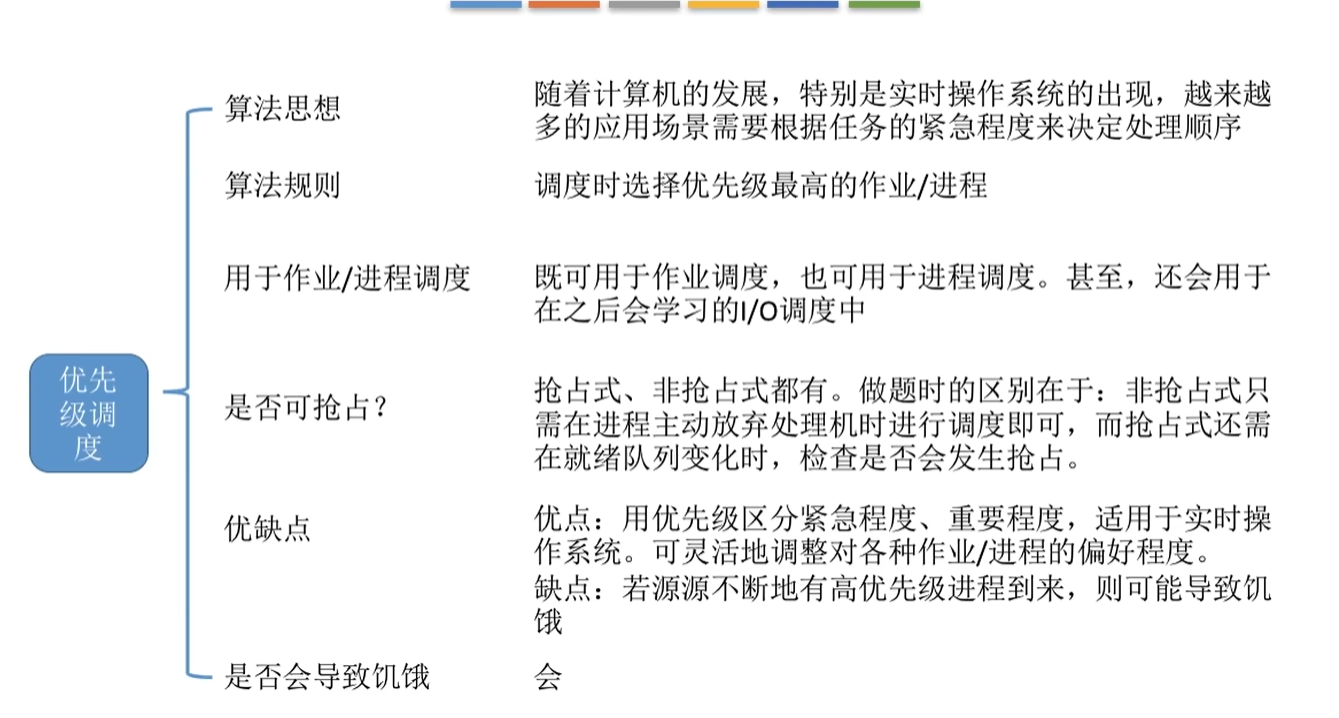 算法思想
随着计算机的发展，特别是实时操作系统的出现，越来越
多的应用场景需要根据任务的紧急程度来决定处理顺序
算法规则
调度时选择优先级最高的作业/进程
用于作业/进程调度
既可用于作业调度，也可用于进程调度。甚至，还会用于
在之后会学习的I/O调度中
优先
级调
度
是否可抢占？
抢占式、非抢占式都有。做题时的区别在于：非抢占式只
需在进程主动放弃处理机时进行调度即可，而抢占式还需
在就绪队列变化时，检查是否会发生抢占。
优缺点
优点：用优先级区分紧急程度、重要程度，适用于实时操
作系统。可灵活地调整对各种作业/进程的偏好程度。
缺点：若源源不断地有高优先级进程到来，则可能导致饥
饿
是否会导致饥饿
会